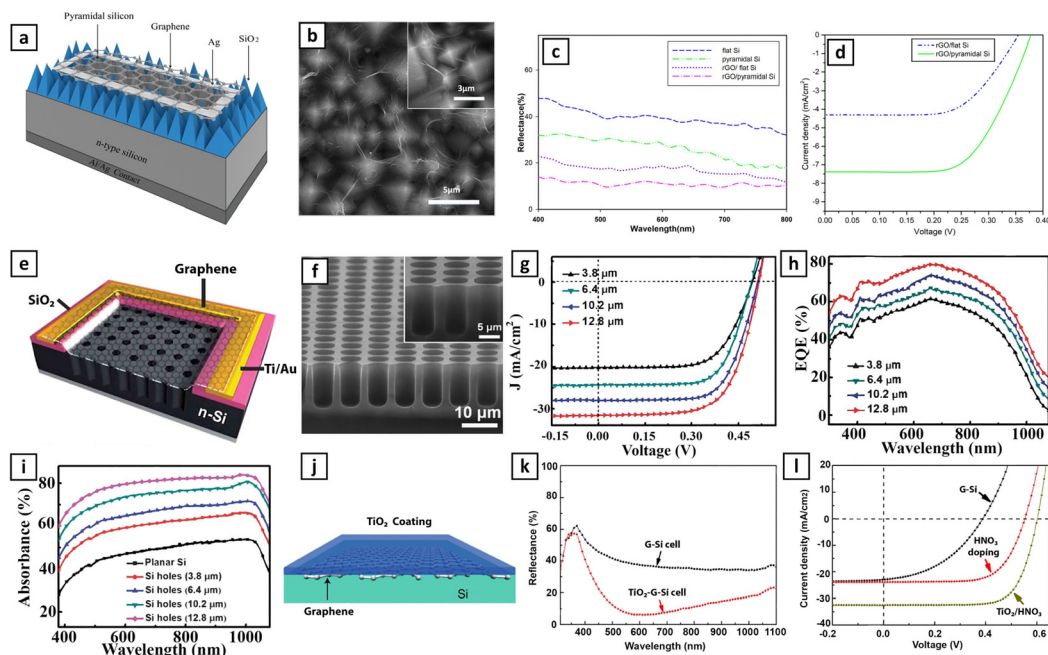 a
Pyramidal silicon
Graphene
Ag
SiO₂
n-type silicon
Al/Ag Contact
b
3μm
5μm
c
flat Si
pyramidal Si
rGO/ flat Si
rGO/pyramidal Si
Reflectance(%)
60
40
20
0
400 500 600 700 800
Wavelength(nm)
d
rGO/flat Si
rGO/pyramidal Si
Current density (mA/cm²)
0
-1
-2
-3
-4
-5
-6
-7
-8
-9
0.00 0.05 0.10 0.15 0.20 0.25 0.30 0.35 0.40
Voltage (V)
e
Graphene
SiO₂
Ti/Au
n-Si
f
5 μm
10 μm
g
3.8 μm
6.4 μm
10.2 μm
12.8 μm
J (mA/cm²)
0
-10
-20
-30
-0.15 0.00 0.15 0.30 0.45
Voltage (V)
h
EQE (%)
80
60
40
20
0
3.8 μm
6.4 μm
10.2 μm
12.8 μm
400 600 800 1000
Wavelength (nm)
i
Absorbance (%)
80
60
40
20
Planar Si
Si holes (3.8 μm)
Si holes (6.4 μm)
Si holes (10.2 μm)
Si holes (12.8 μm)
400 600 800 1000
Wavelength (nm)
j
TiO₂ Coating
Graphene
Si
k
Reflectance (%)
100
80
60
40
20
0
G-Si cell
TiO₂-G-Si cell
400 500 600 700 800 900 1000 1100
Wavelength (nm)
l
Current density (mA/cm2)
20
10
0
-10
-20
-30
-40
G-Si
HNO₃
doping
TiO₂/HNO₃
-0.2 0.0 0.2 0.4 0.6
Voltage (V)